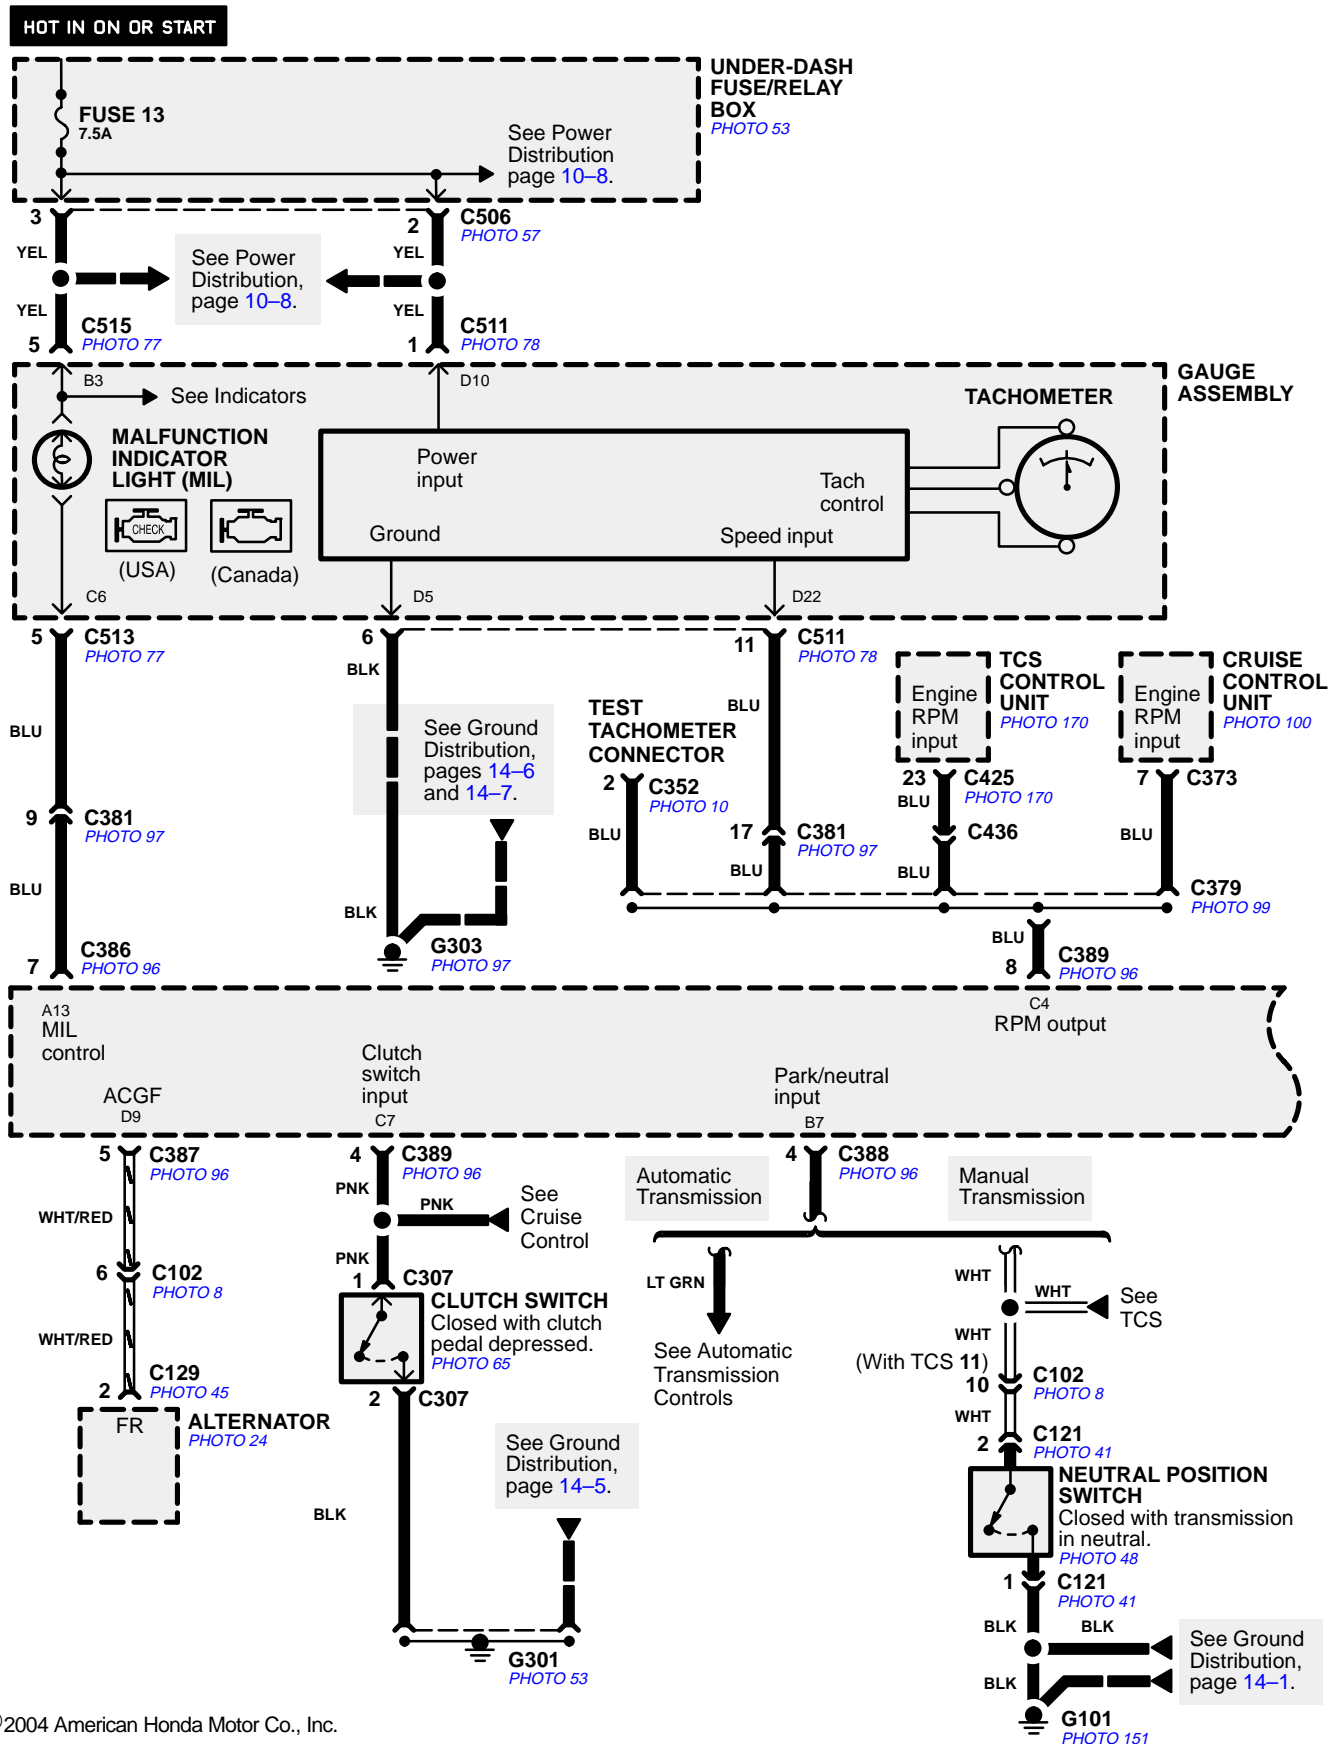 HOT IN ON OR START
UNDER-DASH
FUSE/RELAY
BOX
PHOTO 53
FUSE 13
7.5A
See Power
Distribution
page 10–8.
3
2
C506
PHOTO 57
YEL
YEL
See Power
Distribution,
page 10–8.
YEL
YEL
5
C515
PHOTO 77
1
C511
PHOTO 78
GAUGE
ASSEMBLY
B3
See Indicators
D10
TACHOMETER
MALFUNCTION
INDICATOR
LIGHT (MIL)
CHECK
(USA)
(Canada)
Power
input
Tach
control
Ground
Speed input
C6
D5
D22
5
C513
PHOTO 77
6
11
C511
PHOTO 78
BLK
TCS
CONTROL
UNIT
PHOTO 170
Engine
RPM
input
CRUISE
CONTROL
UNIT
PHOTO 100
Engine
RPM
input
BLU
See Ground
Distribution,
pages 14–6
and 14–7.
TEST
TACHOMETER
CONNECTOR
BLU
2
C352
PHOTO 10
23
C425
PHOTO 170
7
C373
BLU
9
C381
PHOTO 97
BLU
17
C381
PHOTO 97
C436
BLU
BLU
BLU
BLU
BLK
C379
PHOTO 99
7
C386
PHOTO 96
G303
PHOTO 97
BLU
8
C389
PHOTO 96
A13
MIL
control
C4
RPM output
Clutch
switch
input
C7
ACGF
D9
Park/neutral
input
B7
5
C387
PHOTO 96
4
C389
PHOTO 96
4
C388
PHOTO 96
Automatic
Transmission
Manual
Transmission
WHT/RED
PNK
PNK
See
Cruise
Control
PNK
6
C102
PHOTO 8
1
C307
CLUTCH SWITCH
Closed with clutch
pedal depressed.
PHOTO 65
LT GRN
WHT
WHT
See
TCS
WHT/RED
WHT
(With TCS 11)
10
C102
PHOTO 8
See Automatic
Transmission
Controls
2
C129
PHOTO 45
2
C307
WHT
FR
ALTERNATOR
PHOTO 24
2
C121
PHOTO 41
See Ground
Distribution,
page 14–5.
NEUTRAL POSITION
SWITCH
Closed with transmission
in neutral.
PHOTO 48
BLK
1
C121
PHOTO 41
BLK
BLK
See Ground
Distribution,
page 14–1.
G301
PHOTO 53
BLK
G101
PHOTO 151
©2004 American Honda Motor Co., Inc.